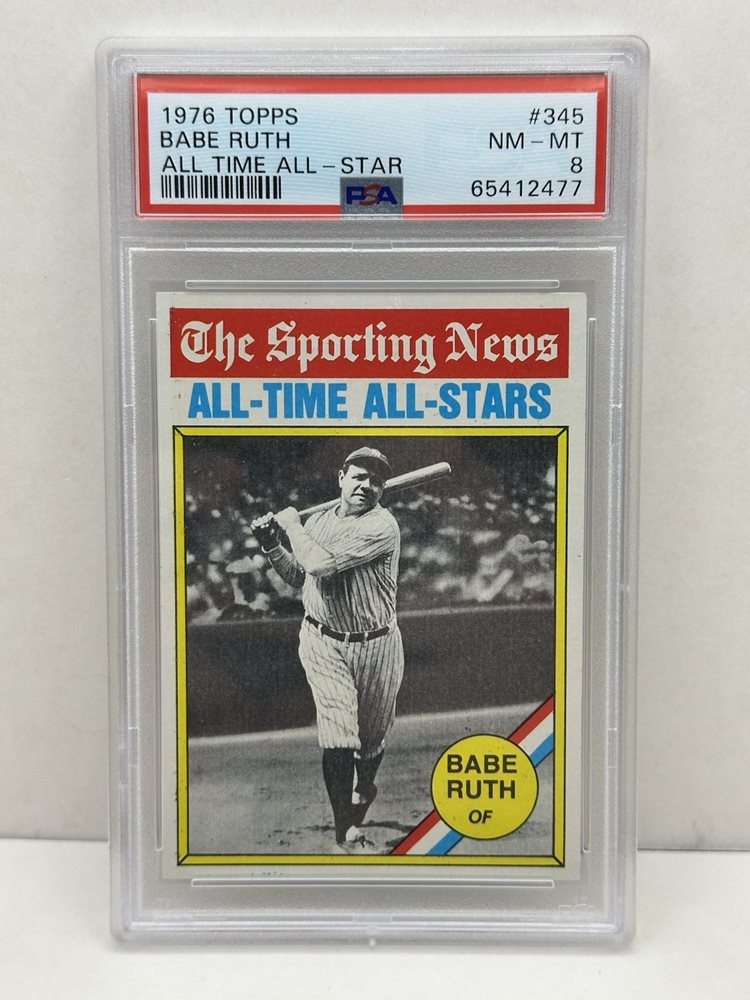 1976 TOPPS #345
BABE RUTH NM - MT
ALL TIME ALL - STAR 8
PSA 65412477
The Sporting News
ALL-TIME ALL-STARS
BABE
RUTH
OF